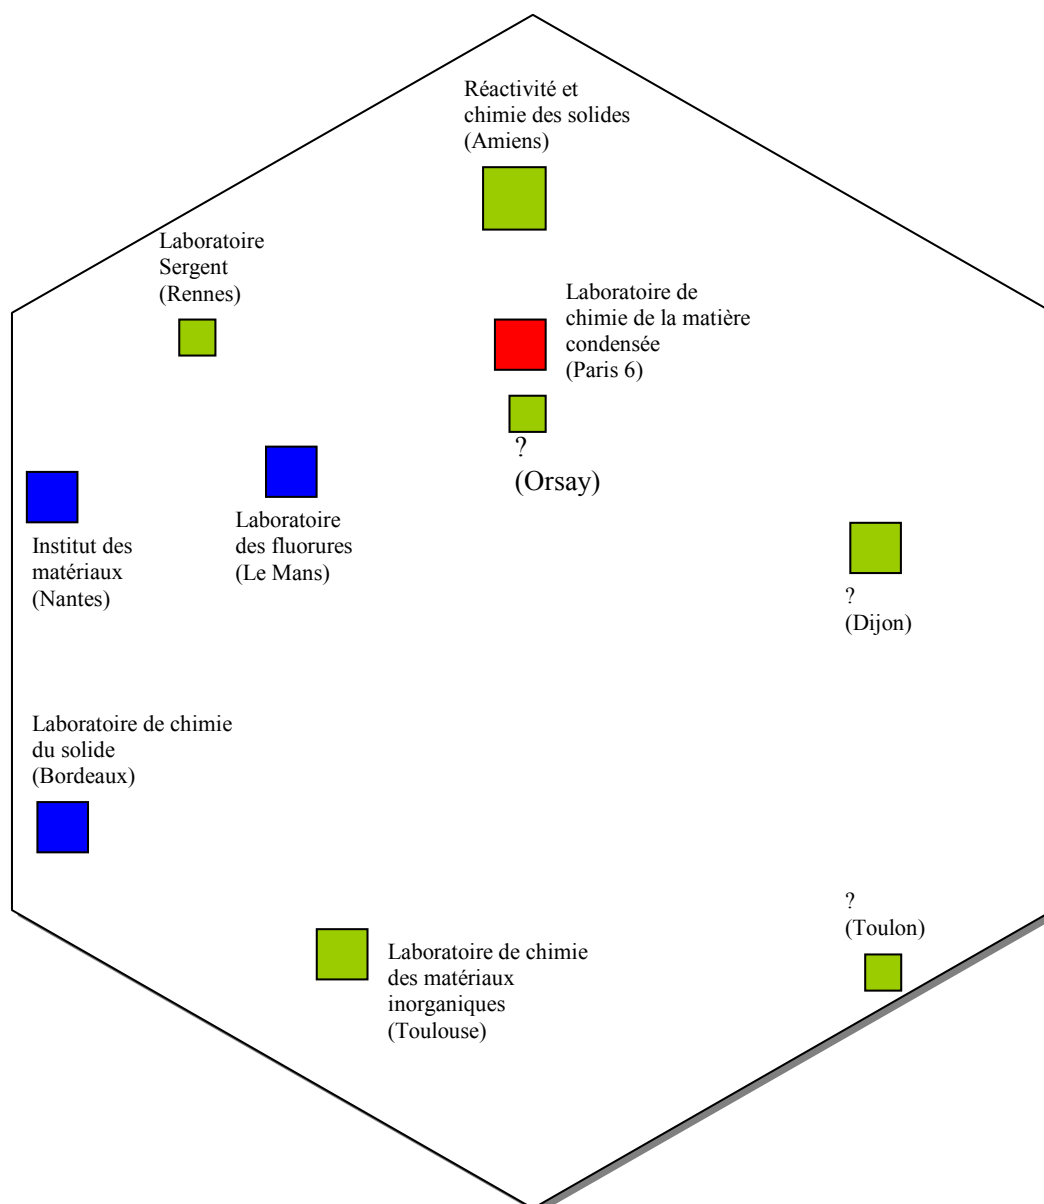 Réactivité et
chimie des solides
(Amiens)
Laboratoire
Sergent
(Rennes)
Laboratoire de
chimie de la matière
condensée
(Paris 6)
?
(Orsay)
Institut des
matériaux
(Nantes)
Laboratoire
des fluorures
(Le Mans)
?
(Dijon)
Laboratoire de chimie
du solide
(Bordeaux)
?
(Toulon)
Laboratoire de chimie
des matériaux
inorganiques
(Toulouse)